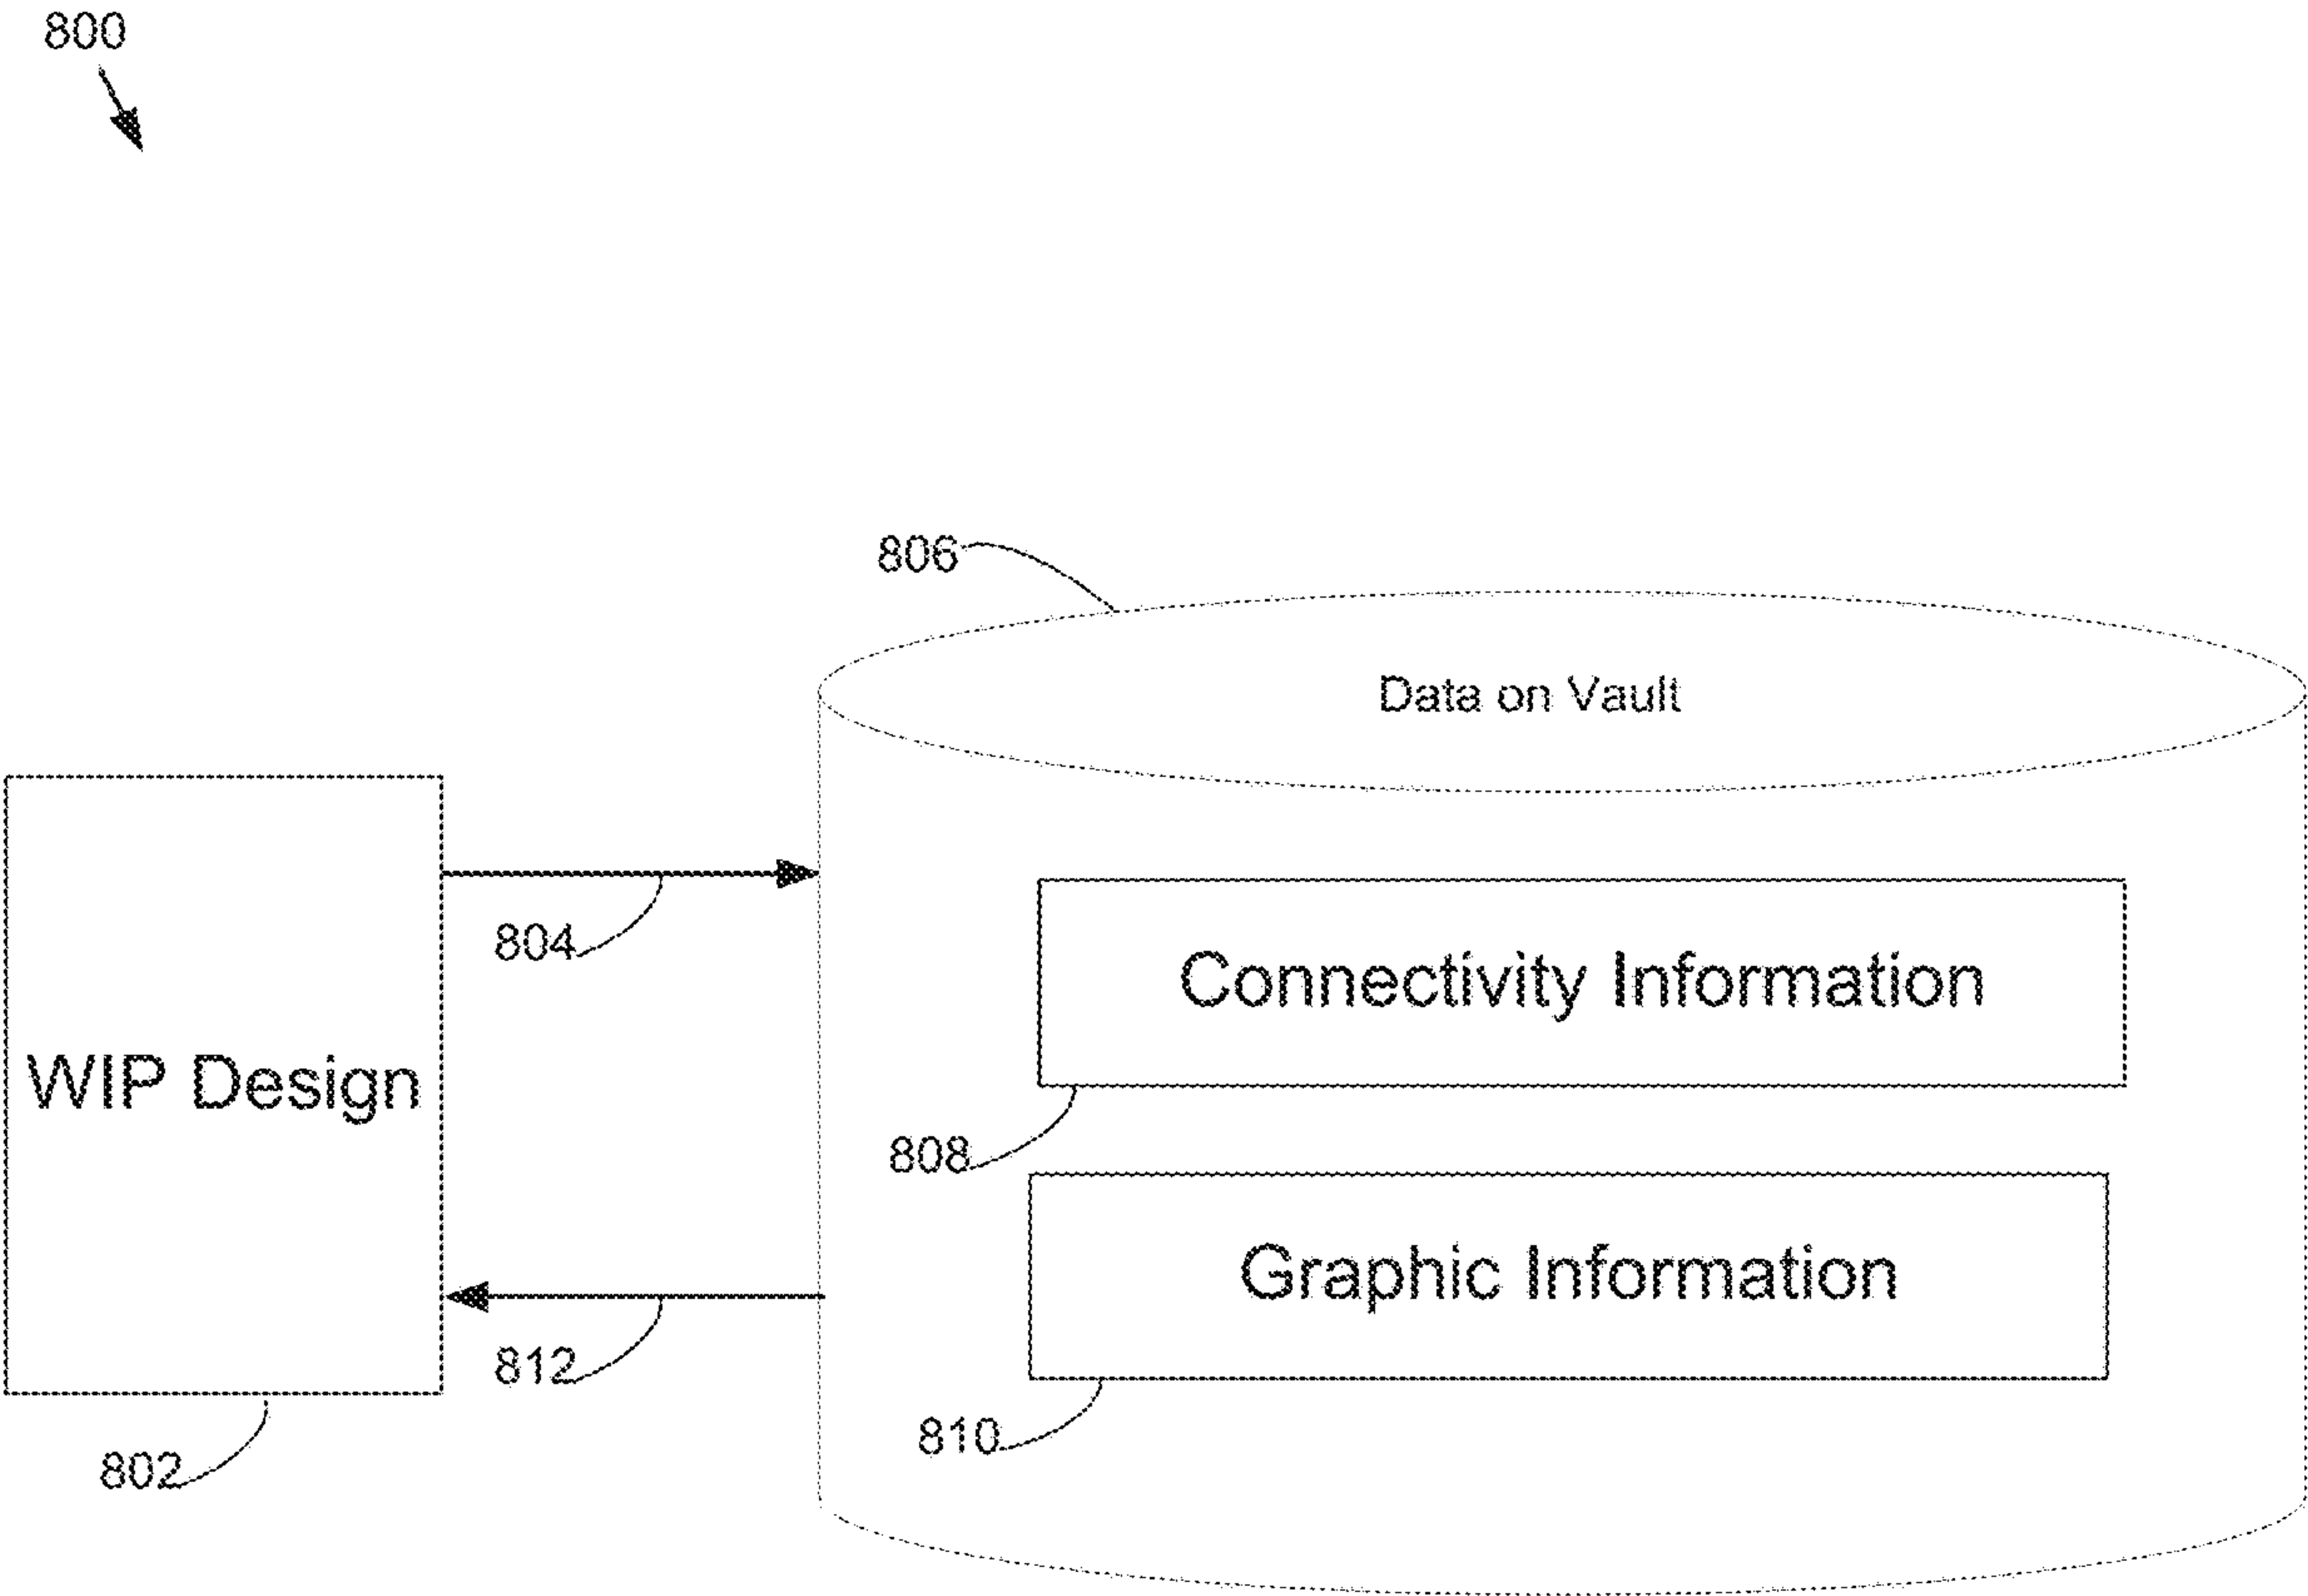 800
806
Data on Vault
804
Connectivity Information
WIP Design
808
Graphic Information
812
810
802